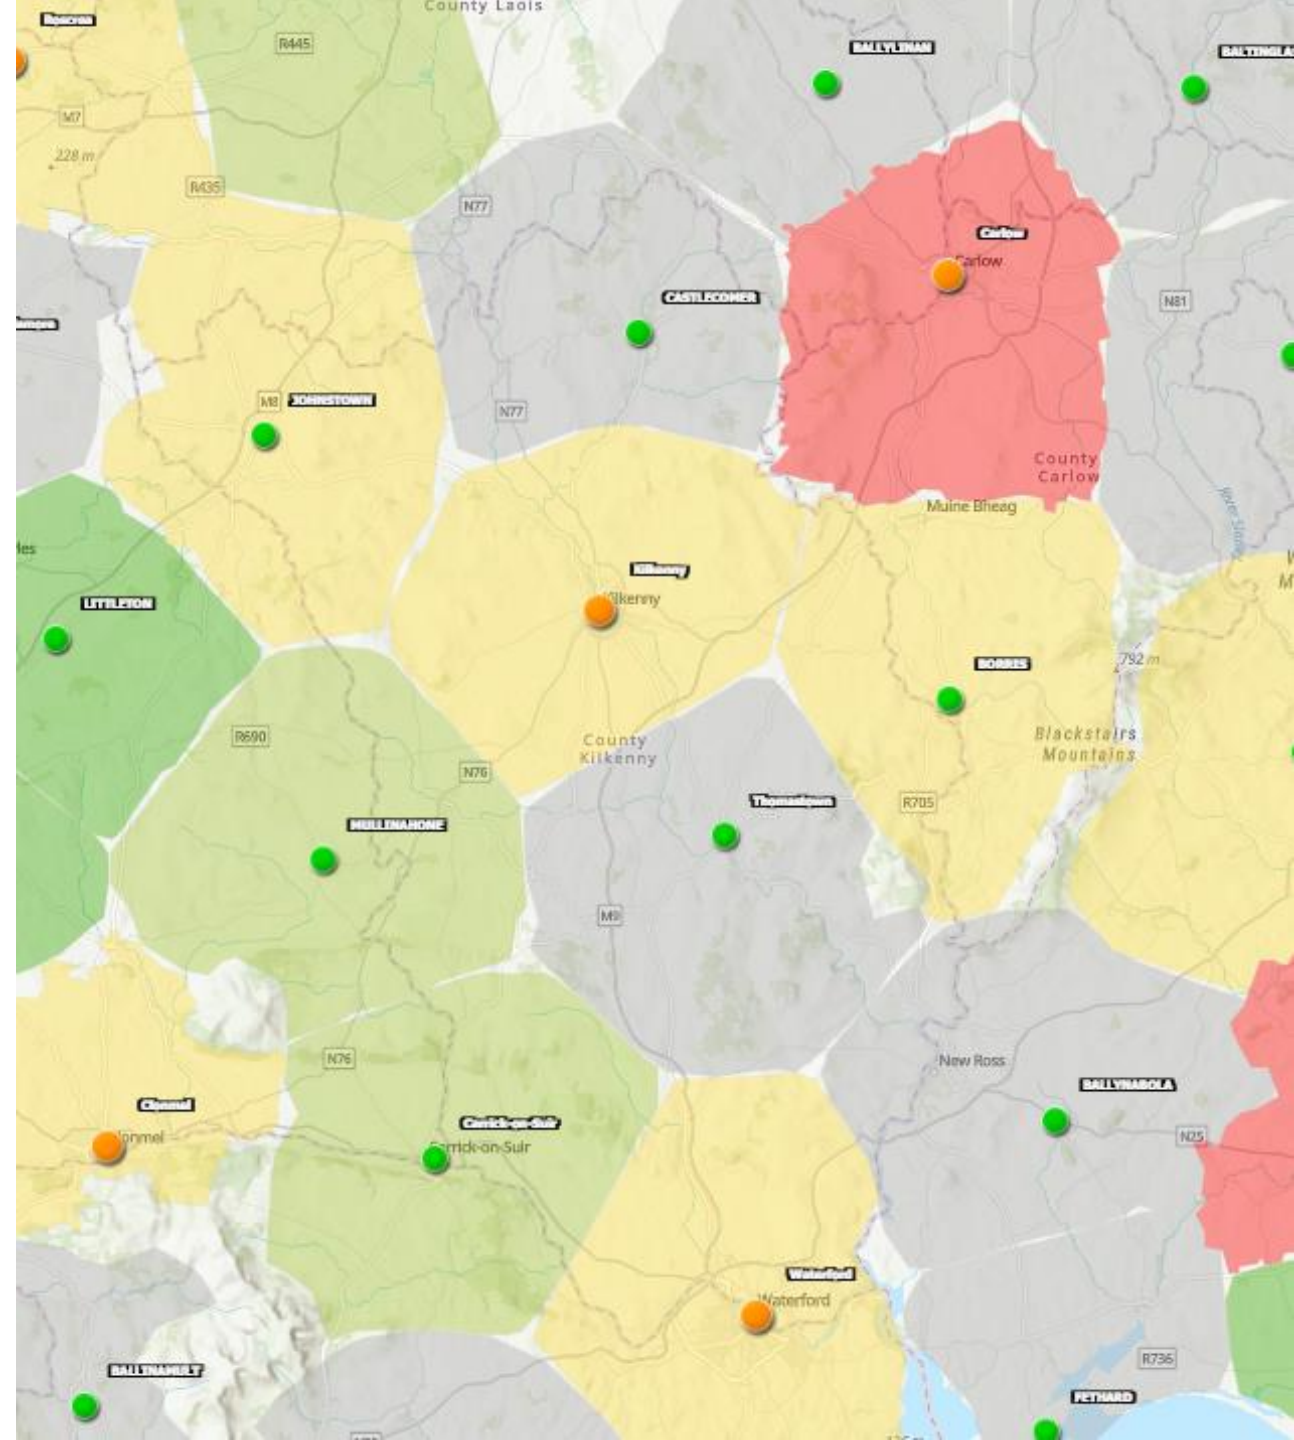 County Laois
Roscrea
R445
BALLYLINAN
M7
228 m
R435
N77
Carlow
Carlow
CASTLECOMER
N81
N77
M8
JOHNSTOWN
County
Carlow
Muine Bheag
Kilkenny
Kilkenny
LITTLETON
BORRIS
792 m
R690
County
Kilkenny
Blackstairs
Mountains
N76
Thomastown
R705
MULLINAHONE
M9
N76
New Ross
BALLYNABOLA
Clonmel
Carrick-on-Suir
Carrick-on-Suir
N25
Waterford
Waterford
R736
BALLINAMULT
FETHARD